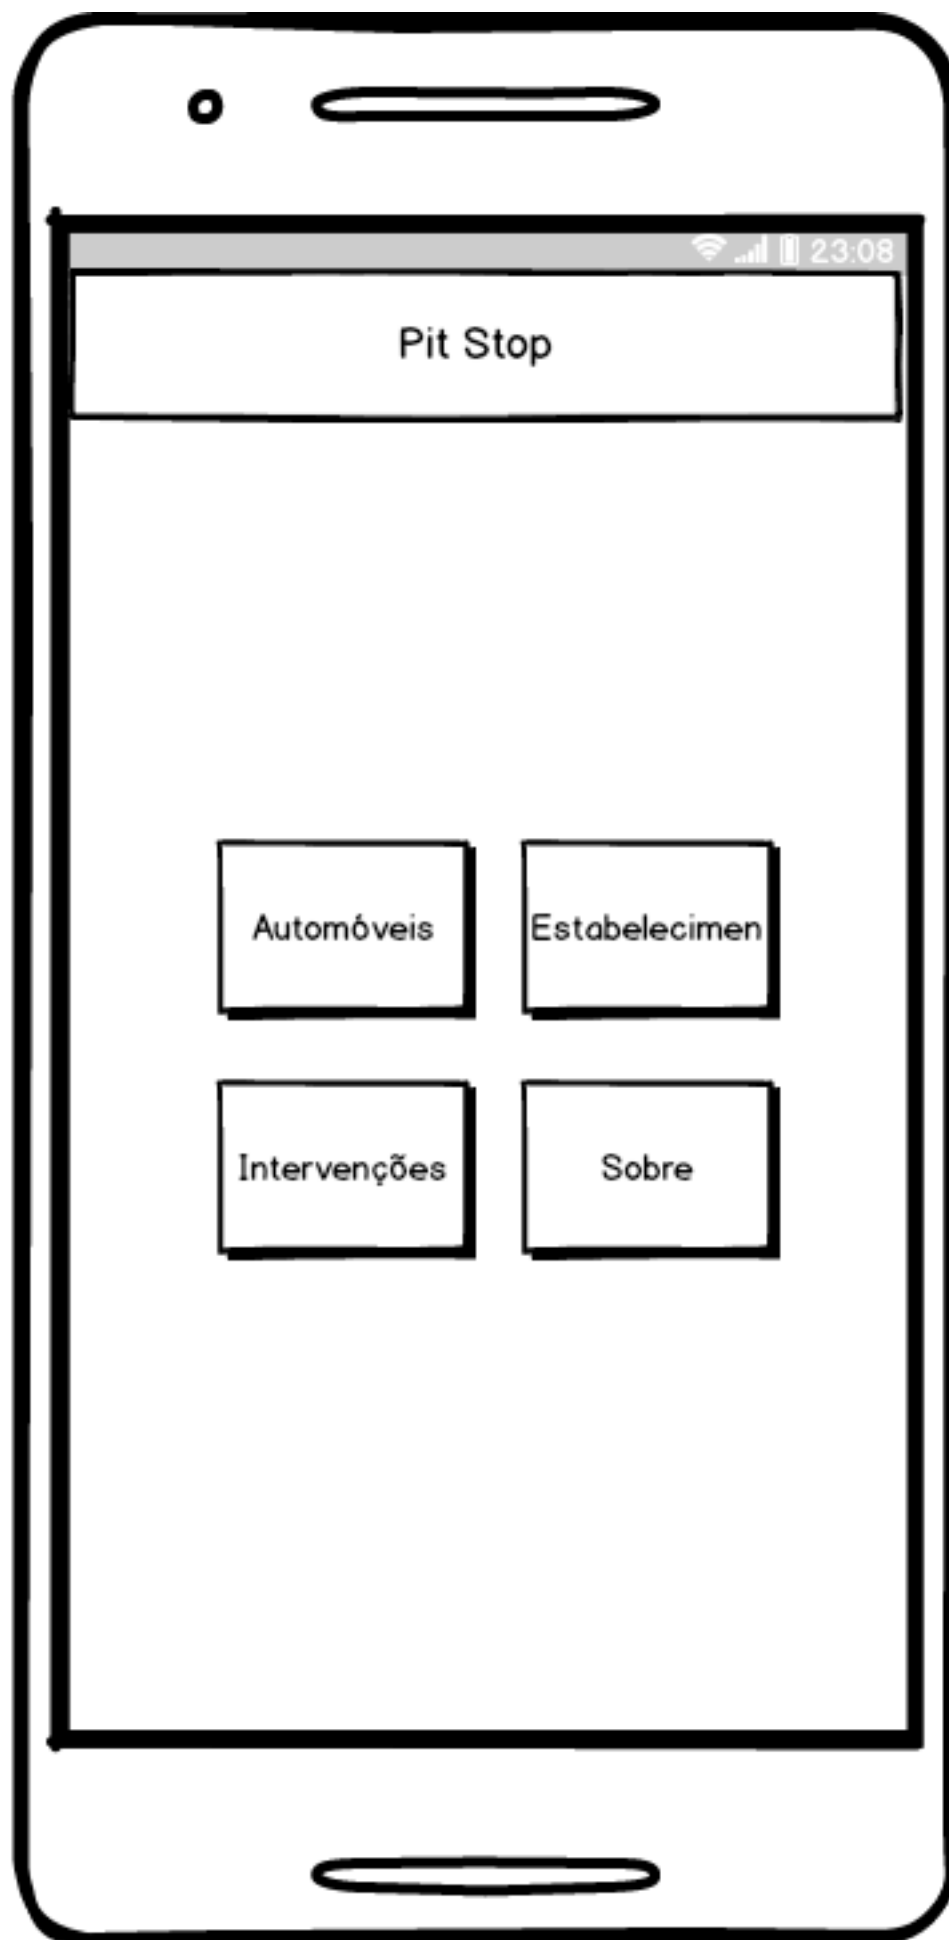 23:08
Pit Stop
Automóveis
Estabelecimen
Intervenções
Sobre